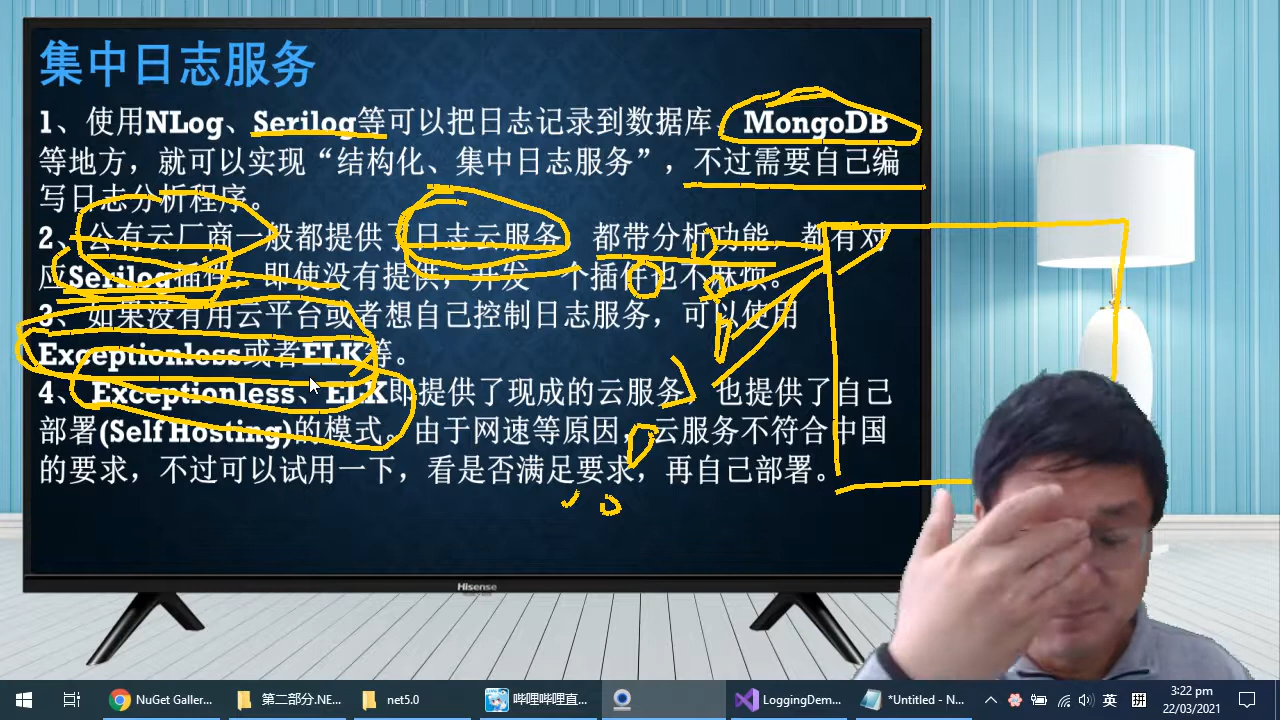 集中日志服务
1、使用NLog、Serilog等可以把日志记录到数据库、MongoDB
等地方，就可以实现“结构化、集中日志服务”，不过需要自己编
写日志分析程序。
2、公有云厂商一般都提供了日志云服务 都带分析功能，都有对
应Serilog插件 即使没有提供，开发一个插件也不麻烦。
3、如果没有用云平台或者想自己控制日志服务，可以使用
Exceptionless或者ELK等。
4、Exceptionless、ELK即提供了现成的云服务，也提供了自己
部署(Self Hosting)的模式。由于网速等原因，云服务不符合中国
的要求，不过可以试用一下，看是否满足要求，再自己部署。
Hisense
NuGet Galler...
第二部分.NE...
net5.0
哔哩哔哩直...
LoggingDem...
*Untitled - N...
英
拼
3:22 pm
22/03/2021